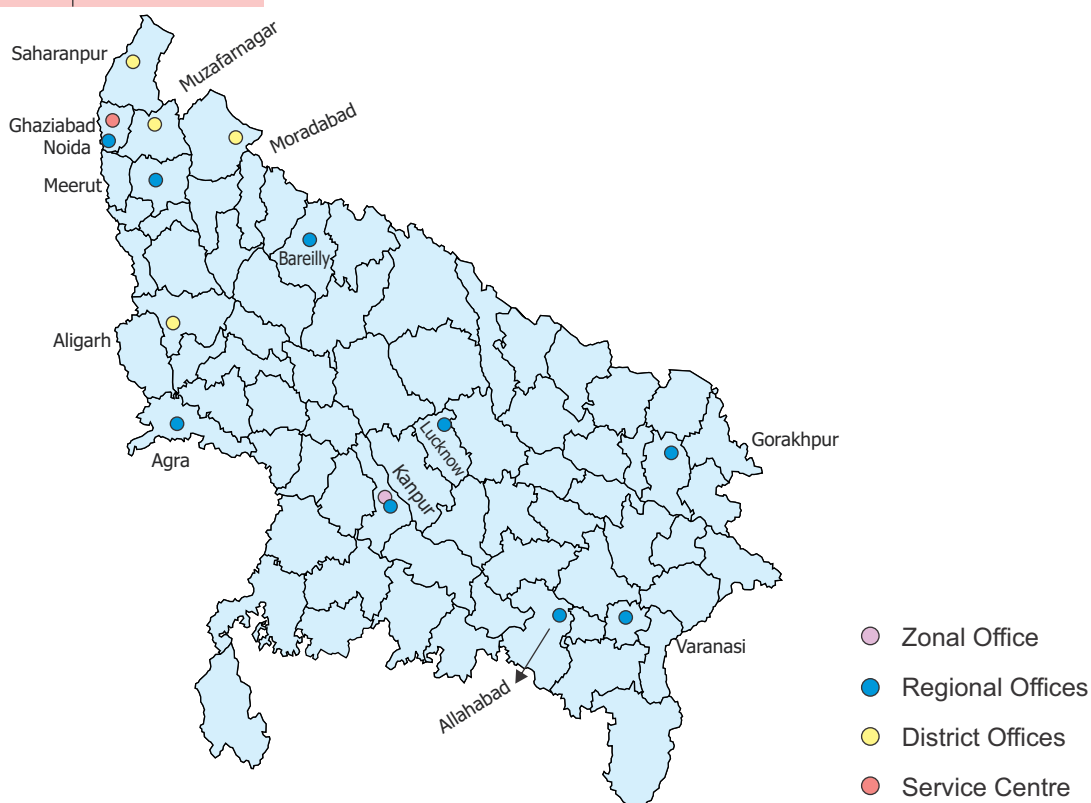 Saharanpur
Muzafarnagar
Ghaziabad
Noida
Moradabad
Meerut
Bareilly
Aligarh
Agra
Lucknow
Gorakhpur
Kanpur
Varanasi
Allahabad
Zonal Office
Regional Offices
District Offices
Service Centre